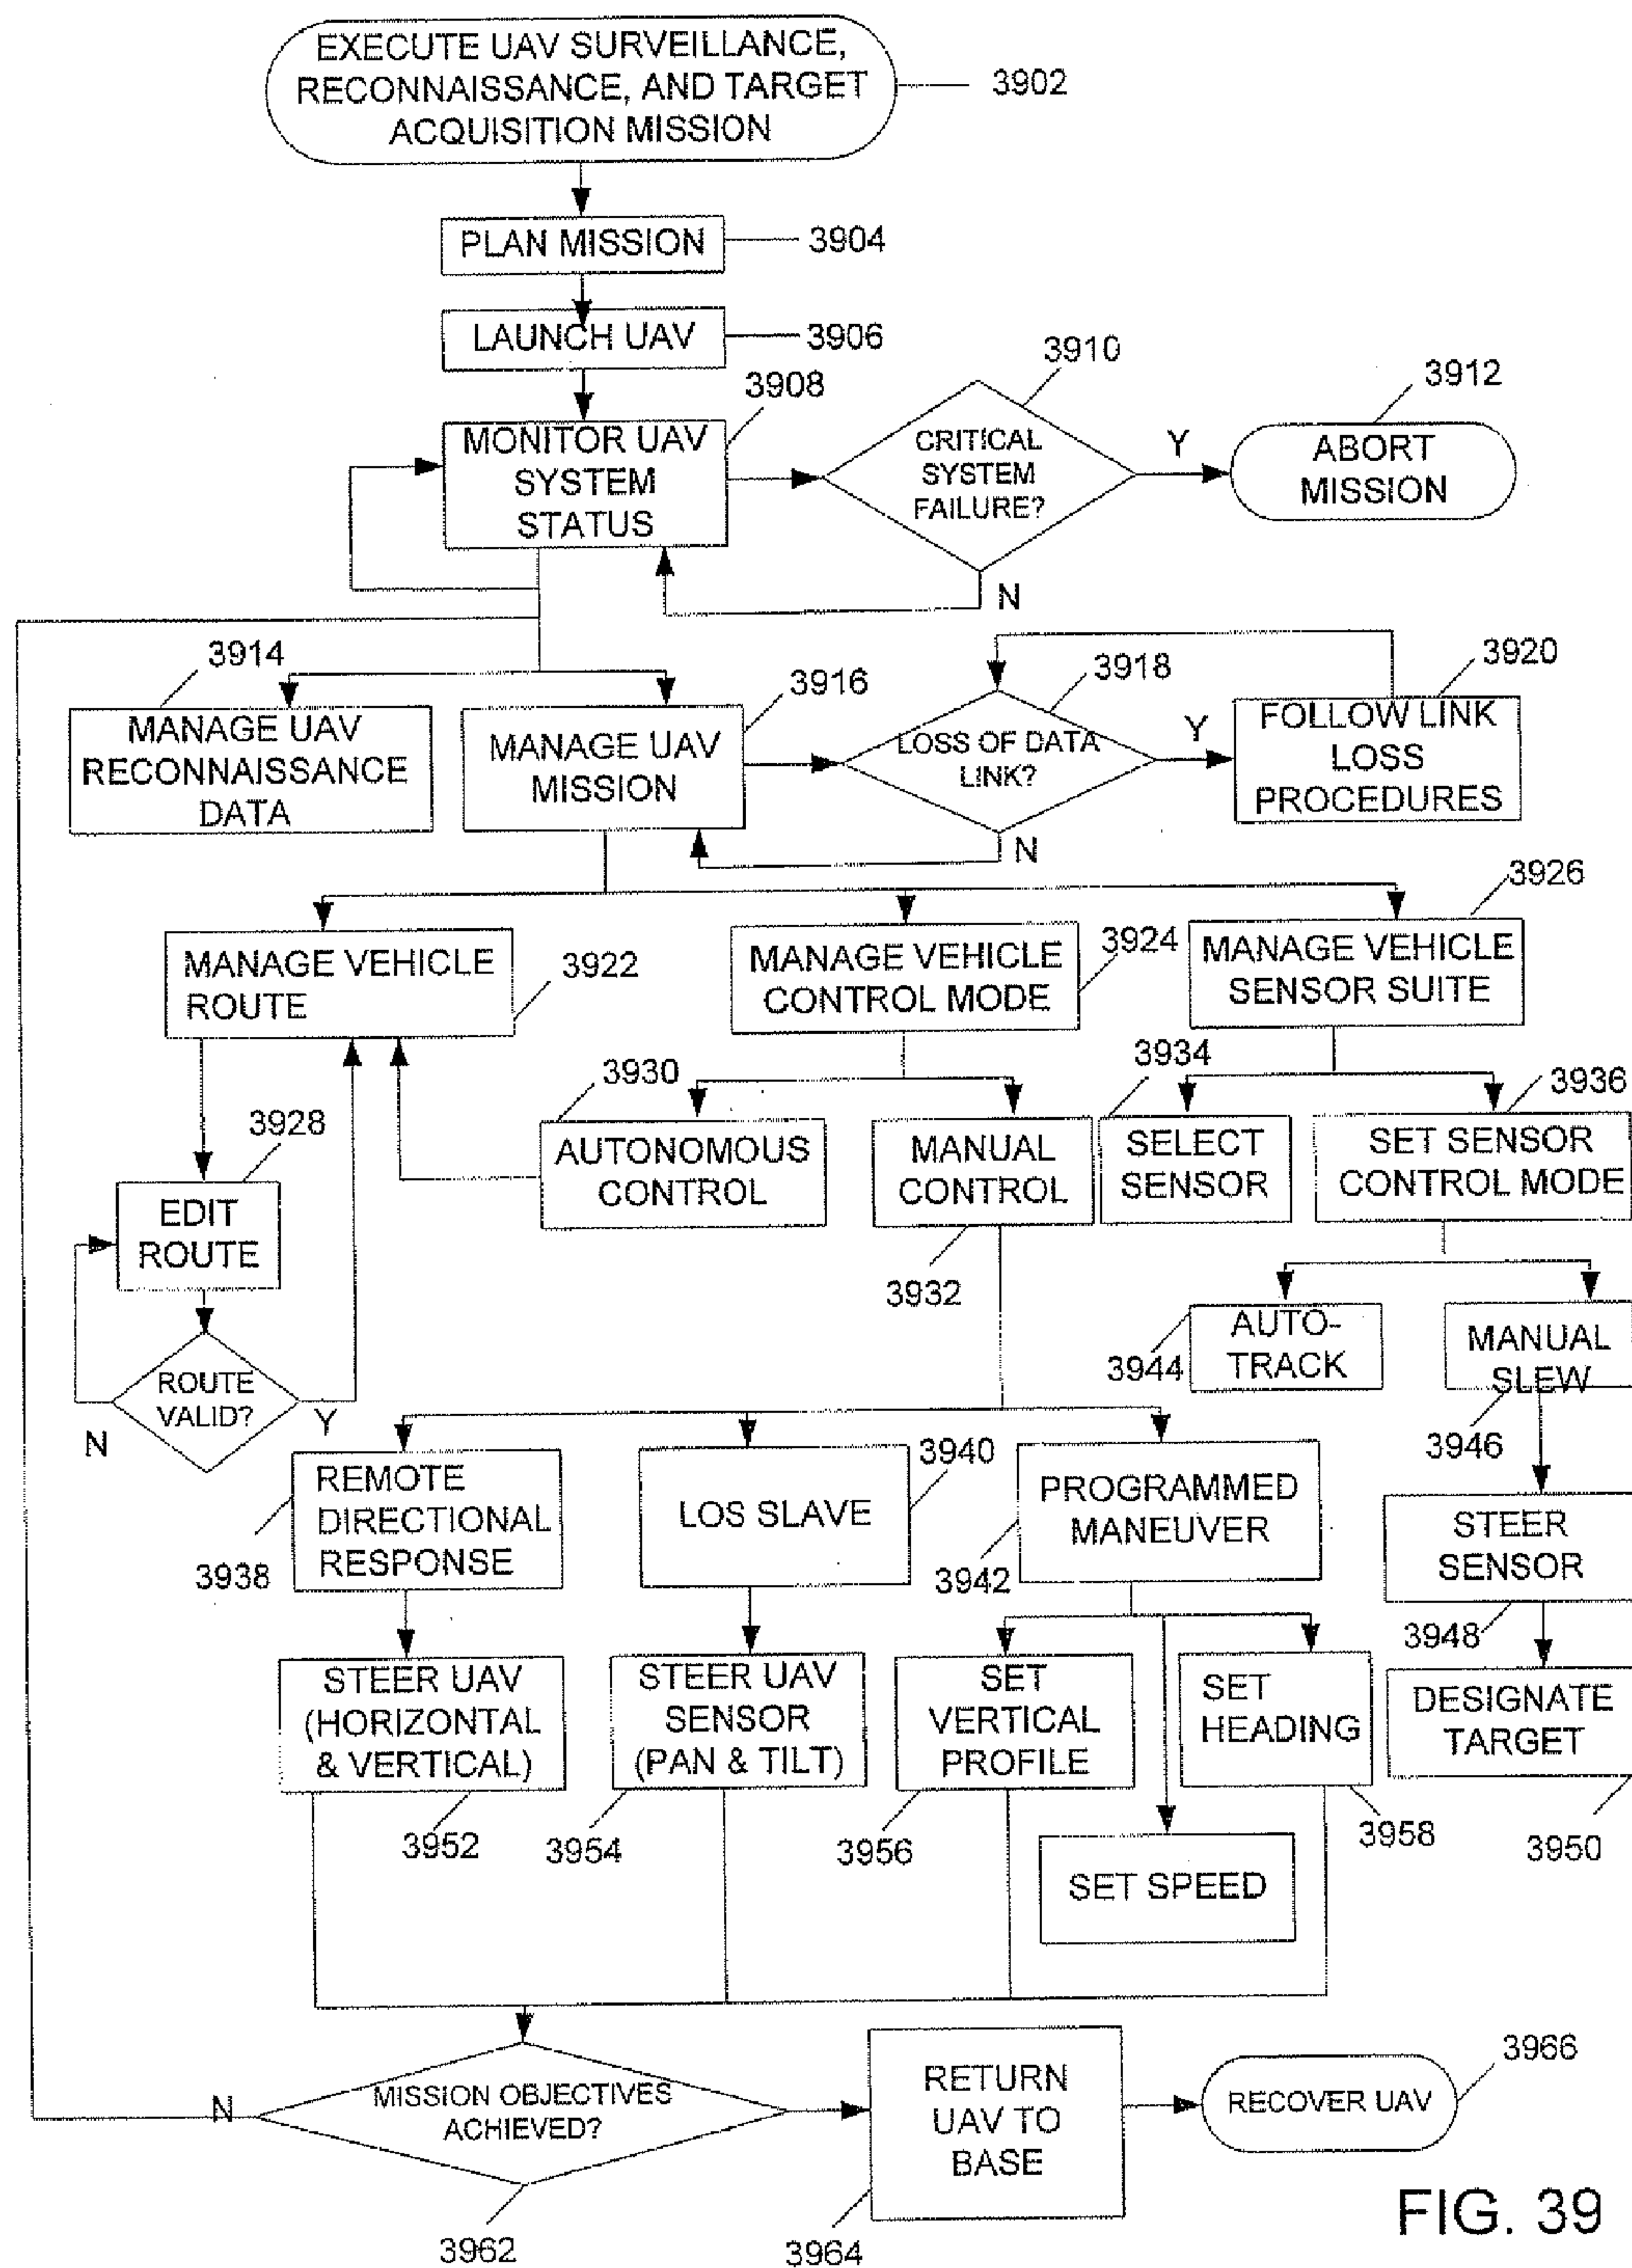 EXECUTE UAV SURVEILLANCE,
RECONNAISSANCE, AND TARGET
ACQUISITION MISSION
3902
PLAN MISSION
3904
LAUNCH UAV
3906
3908
MONITOR UAV
SYSTEM
STATUS
3910
CRITICAL
SYSTEM
FAILURE?
Y
N
3912
ABORT
MISSION
3914
MANAGE UAV
RECONNAISSANCE
DATA
3916
MANAGE UAV
MISSION
3918
LOSS OF DATA
LINK?
Y
N
3920
FOLLOW LINK
LOSS
PROCEDURES
MANAGE VEHICLE
ROUTE
3922
MANAGE VEHICLE
CONTROL MODE
3924
3926
MANAGE VEHICLE
SENSOR SUITE
3928
EDIT
ROUTE
ROUTE
VALID?
N
Y
3930
AUTONOMOUS
CONTROL
MANUAL
CONTROL
3932
3934
SELECT
SENSOR
3936
SET SENSOR
CONTROL MODE
AUTO-
TRACK
3944
MANUAL
SLEW
3946
REMOTE
DIRECTIONAL
RESPONSE
3938
LOS SLAVE
3940
PROGRAMMED
MANEUVER
3942
STEER
SENSOR
3948
STEER UAV
(HORIZONTAL
& VERTICAL)
3952
STEER UAV
SENSOR
(PAN & TILT)
3954
SET
VERTICAL
PROFILE
3956
SET
HEADING
3958
DESIGNATE
TARGET
3950
SET SPEED
MISSION OBJECTIVES
ACHIEVED?
N
3962
RETURN
UAV TO
BASE
3964
RECOVER UAV
3966
FIG. 39